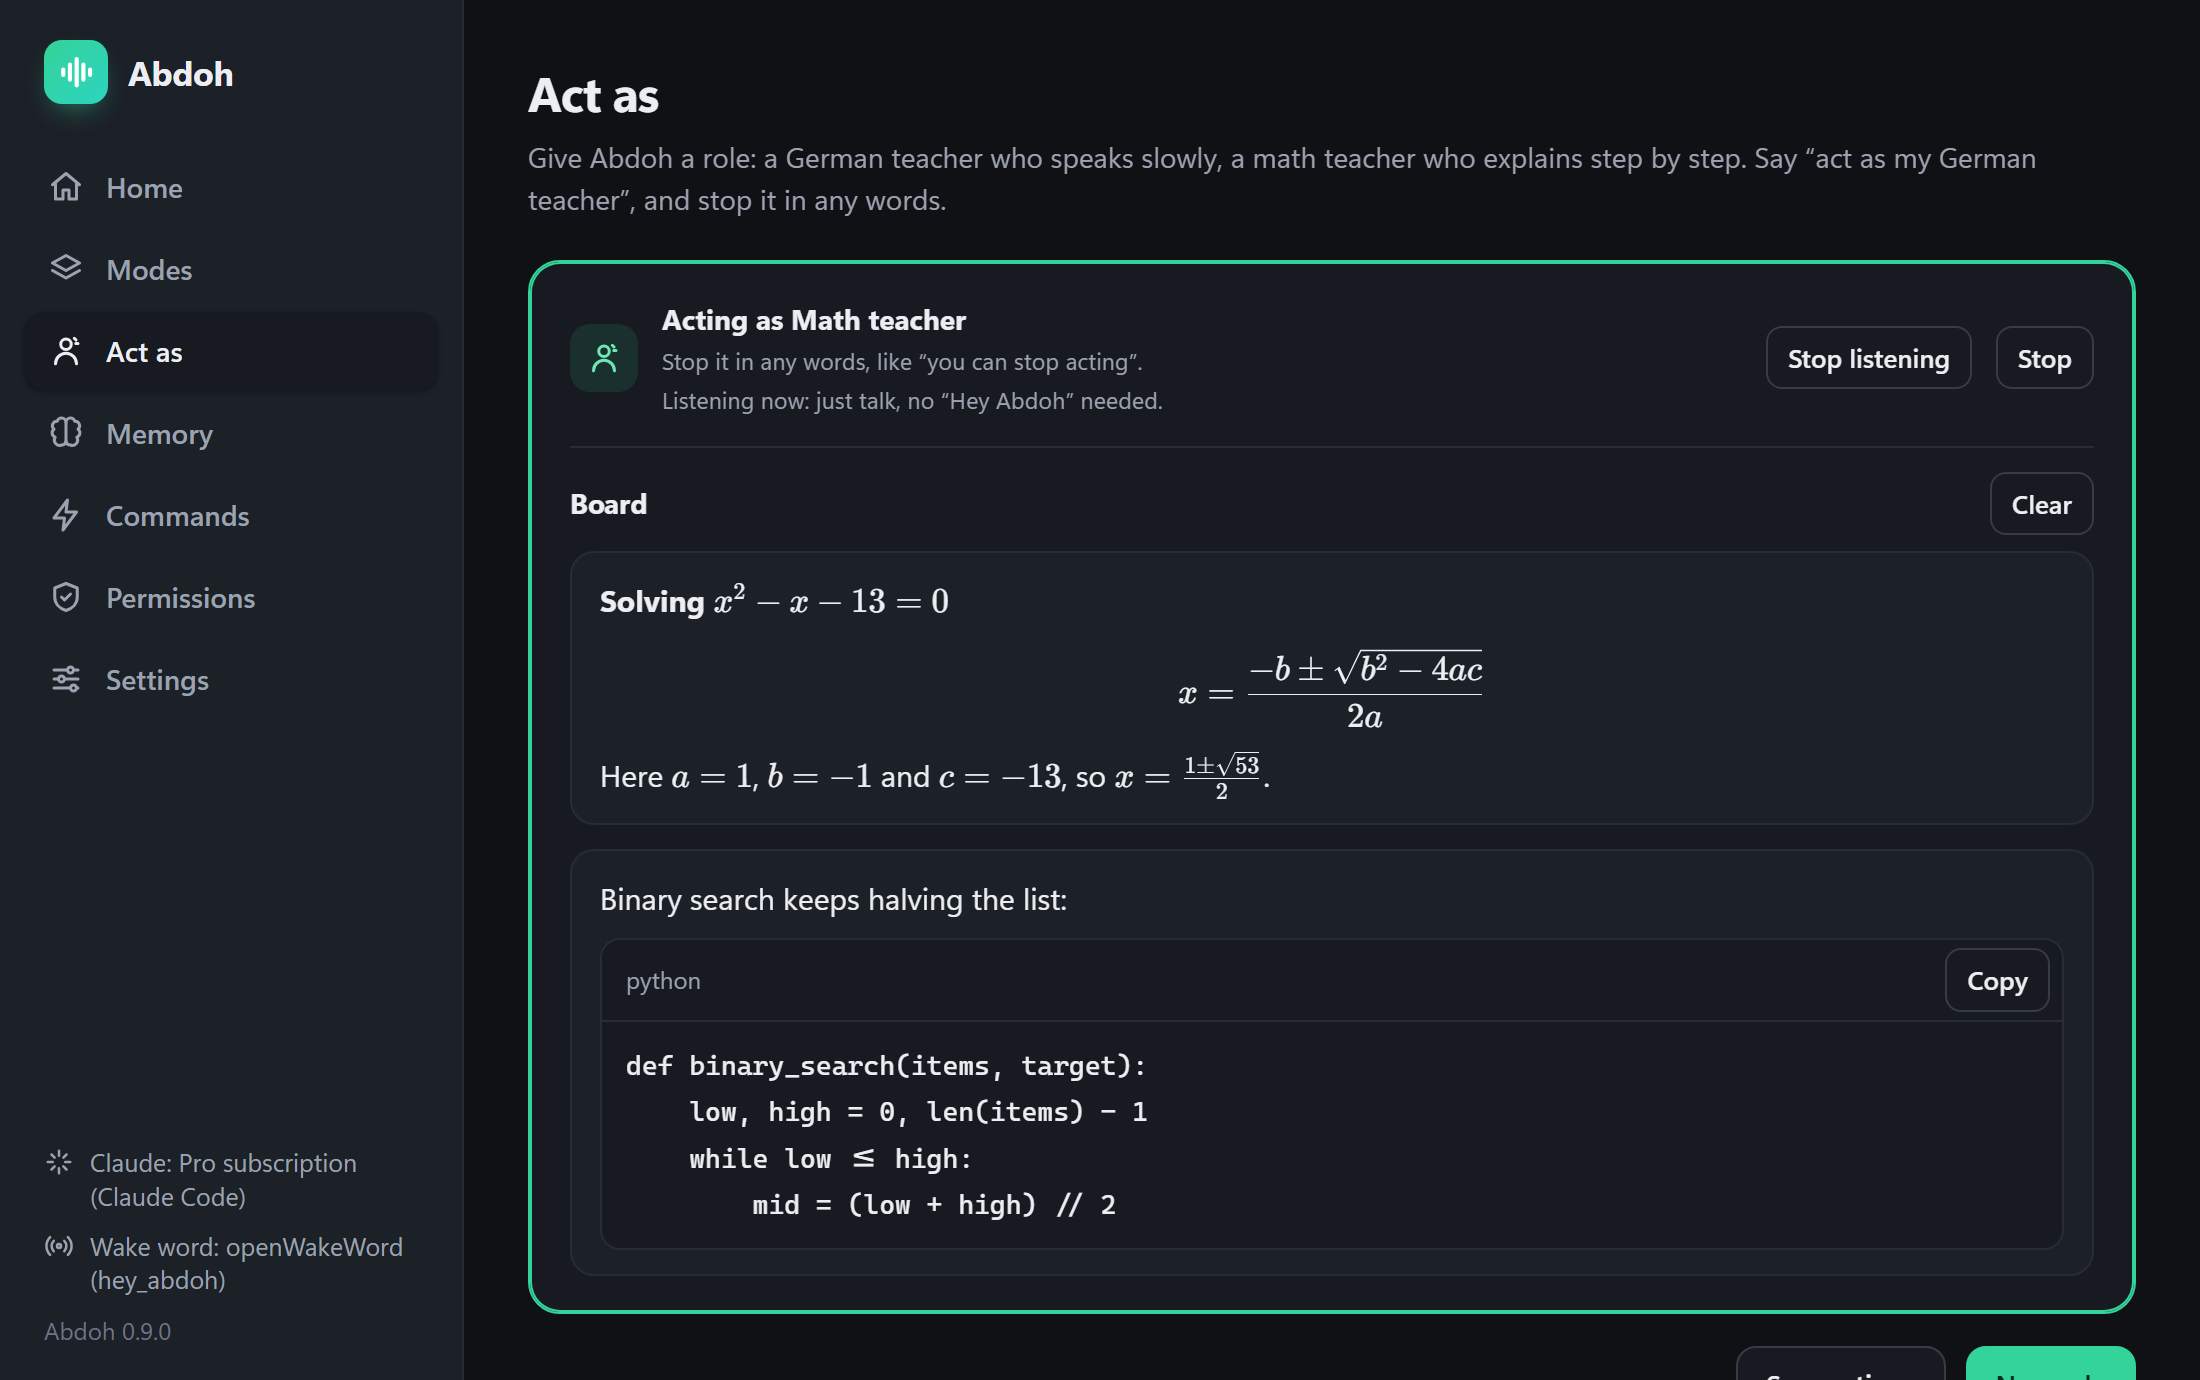 Abdoh
Home
Modes
Act as
Memory
Commands
Permissions
Settings
Claude: Pro subscription
(Claude Code)
Wake word: openWakeWord
(hey_abdoh)
Abdoh 0.9.0
Act as
Give Abdoh a role: a German teacher who speaks slowly, a math teacher who explains step by step. Say “act as my German
teacher”, and stop it in any words.
Acting as Math teacher
Stop it in any words, like “you can stop acting”.
Listening now: just talk, no “Hey Abdoh” needed.
Stop listening
Stop
Board
Clear
Solving x² − x − 13 = 0
x = (−b ± √(b² − 4ac)) / 2a
Here a = 1, b = −1 and c = −13, so x = (1±√53)/2.
Binary search keeps halving the list:
python
Copy
def binary_search(items, target):
    low, high = 0, len(items) - 1
    while low ≤ high:
        mid = (low + high) // 2